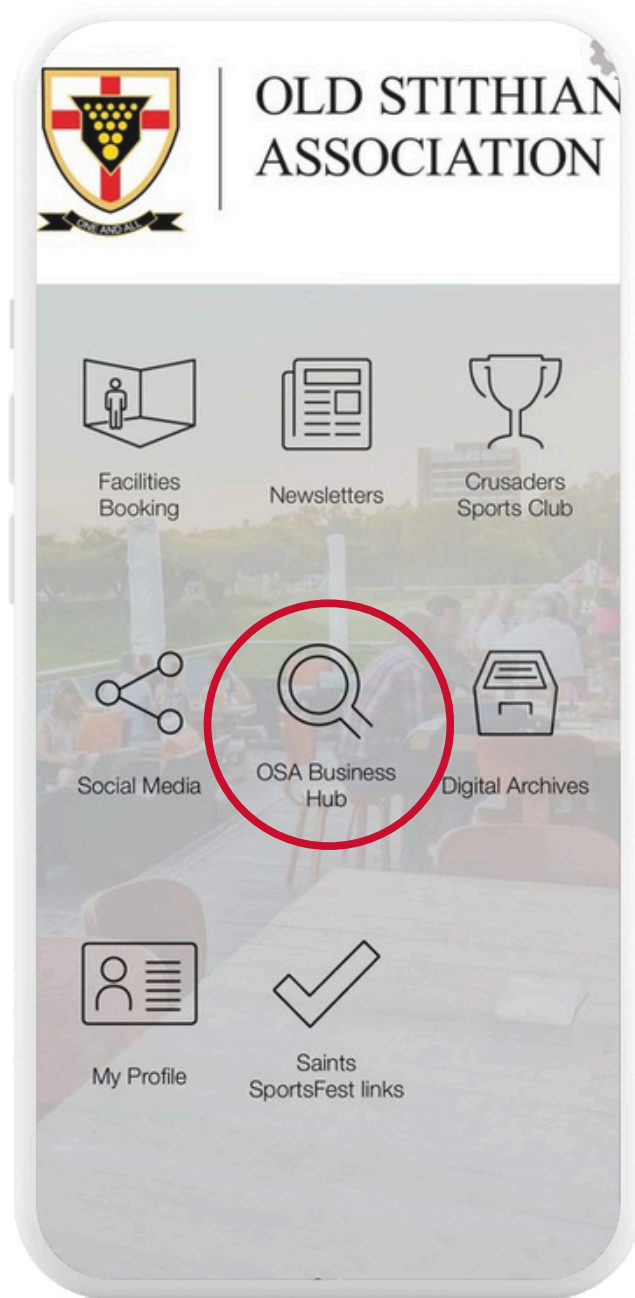 OLD STITHIAN
ASSOCIATION
ONE AND ALL
Facilities
Booking
Newsletters
Crusaders
Sports Club
Social Media
OSA Business
Hub
Digital Archives
My Profile
Saints
SportsFest links